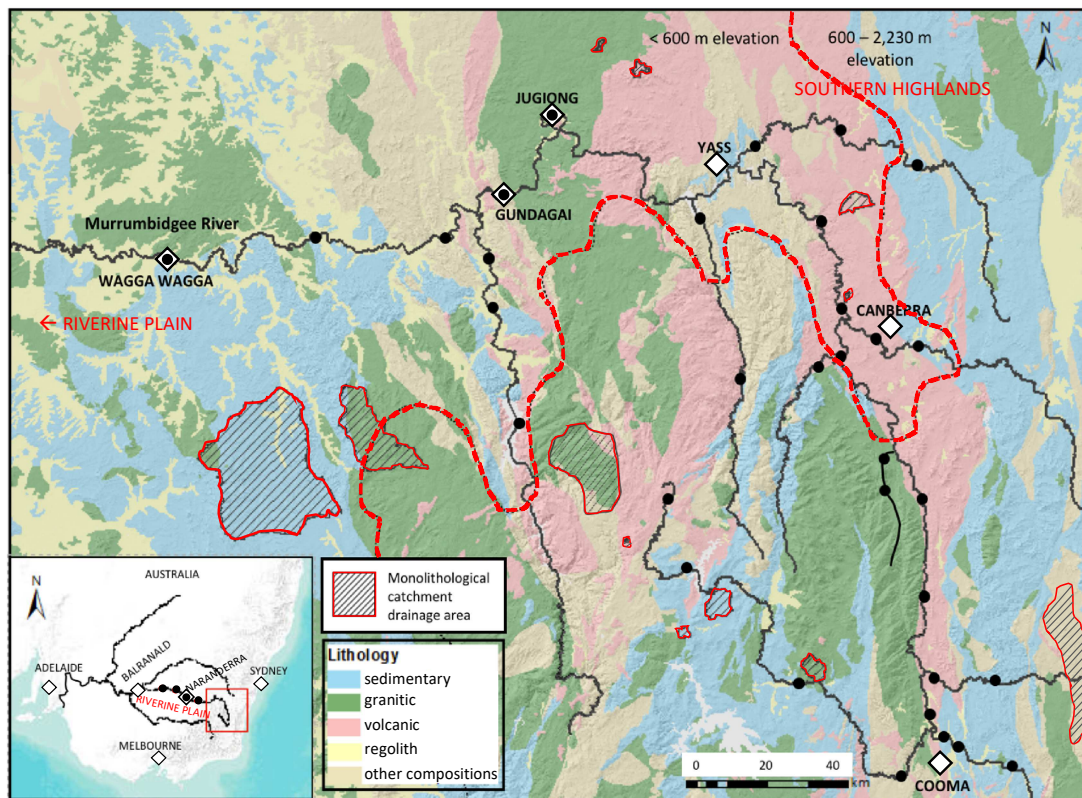 < 600 m elevation
600 – 2,230 m
elevation
N
SOUTHERN HIGHLANDS
JUGIONG
YASS
GUNDAGAI
Murrumbidgee River
WAGGA WAGGA
← RIVERINE PLAIN
CANBERRA
COOMA
N
AUSTRALIA
ADELAIDE
BALRANALD
NARANDERRA
SYDNEY
RIVERINE PLAIN
MELBOURNE
Monolithological
catchment
drainage area
Lithology
sedimentary
granitic
volcanic
regolith
other compositions
0 10 20 40
km